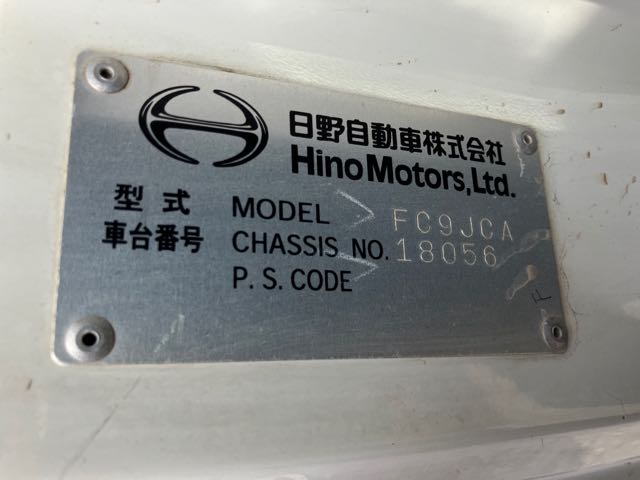 日野自動車株式会社
Hino Motors, Ltd.
型式 MODEL FC9JCA
車台番号 CHASSIS NO. 18056
P. S. CODE